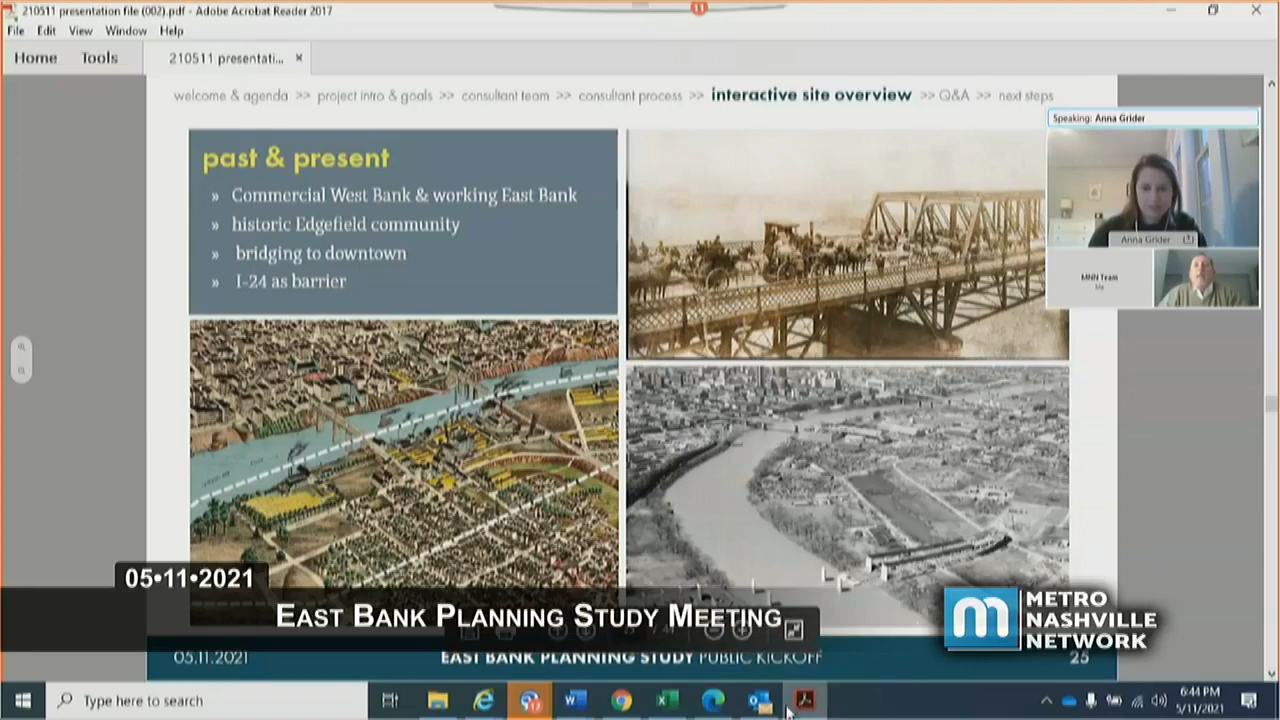 210511 presentation file (002).pdf - Adobe Acrobat Reader 2017
11
File Edit View Window Help
Home Tools 210511 presentati... ×
welcome & agenda >> project intro & goals >> consultant team >> consultant process >> interactive site overview >> Q&A >> next steps
Speaking: Anna Grider
past & present
» Commercial West Bank & working East Bank
» historic Edgefield community
» bridging to downtown
» I-24 as barrier
Anna Grider
MNN Team
Me
05•11•2021
EAST BANK PLANNING STUDY MEETING
METRO
NASHVILLE
NETWORK
05.11.2021 EAST BANK PLANNING STUDY PUBLIC KICKOFF 25
Type here to search
6:44 PM
5/11/2021